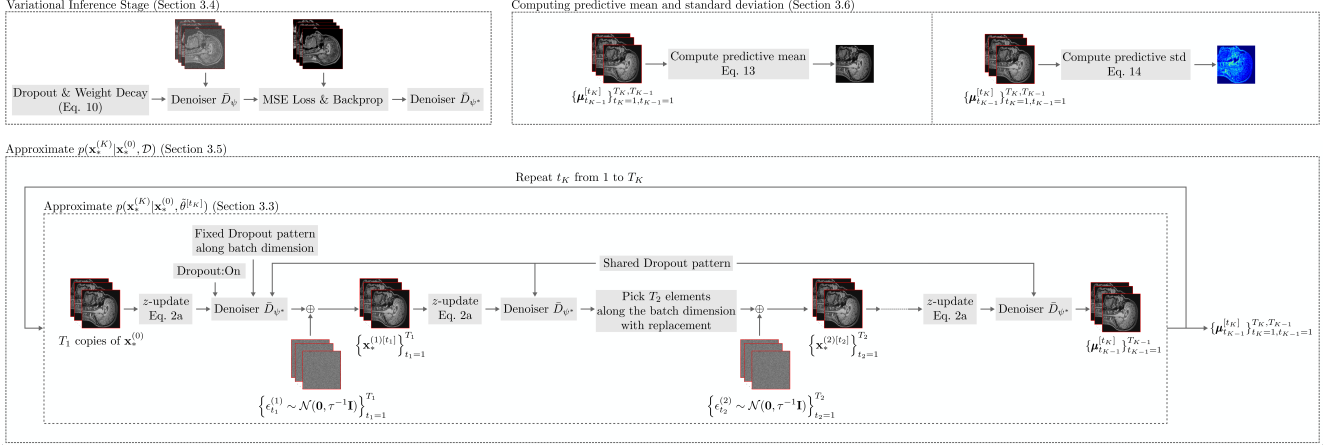 Variational Inference Stage (Section 3.4)
Dropout & Weight Decay
(Eq. 10)
Denoiser D̄_ψ
MSE Loss & Backprop
Denoiser D̄_ψ*
Computing predictive mean and standard deviation (Section 3.6)
{μ_{t_{K−1}}^{[t_K]}}_{t_K=1,t_{K−1}=1}^{T_K,T_{K−1}}
Compute predictive mean
Eq. 13
{μ_{t_{K−1}}^{[t_K]}}_{t_K=1,t_{K−1}=1}^{T_K,T_{K−1}}
Compute predictive std
Eq. 14
Approximate p(x_*^{(K)}|x_*^{(0)}, D) (Section 3.5)
Repeat t_K from 1 to T_K
Approximate p(x_*^{(K)}|x_*^{(0)}, θ̃^{[t_K]}) (Section 3.3)
Fixed Dropout pattern
along batch dimension
Dropout:On
Shared Dropout pattern
T_1 copies of x_*^{(0)}
z-update
Eq. 2a
Denoiser D̄_ψ*
⊕
{ϵ_{t_1}^{(1)} ∼ N(0, τ^{−1}I)}_{t_1=1}^{T_1}
{x_*^{(1)[t_1]}}_{t_1=1}^{T_1}
z-update
Eq. 2a
Denoiser D̄_ψ*
Pick T_2 elements
along the batch dimension
with replacement
⊕
{ϵ_{t_2}^{(2)} ∼ N(0, τ^{−1}I)}_{t_2=1}^{T_2}
{x_*^{(2)[t_2]}}_{t_2=1}^{T_2}
z-update
Eq. 2a
Denoiser D̄_ψ*
{μ_{t_{K−1}}^{[t_K]}}_{t_{K−1}=1}^{T_{K−1}}
{μ_{t_{K−1}}^{[t_K]}}_{t_K=1,t_{K−1}=1}^{T_K,T_{K−1}}